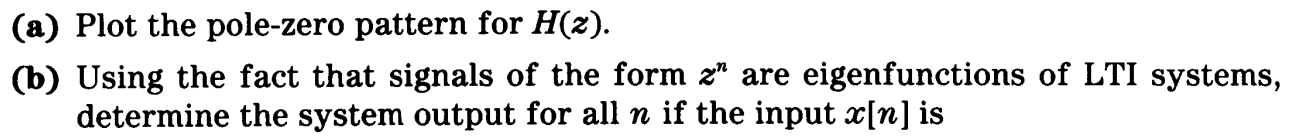 (a) Plot the pole-zero pattern for H(z).
(b) Using the fact that signals of the form zⁿ are eigenfunctions of LTI systems,
determine the system output for all n if the input x[n] is